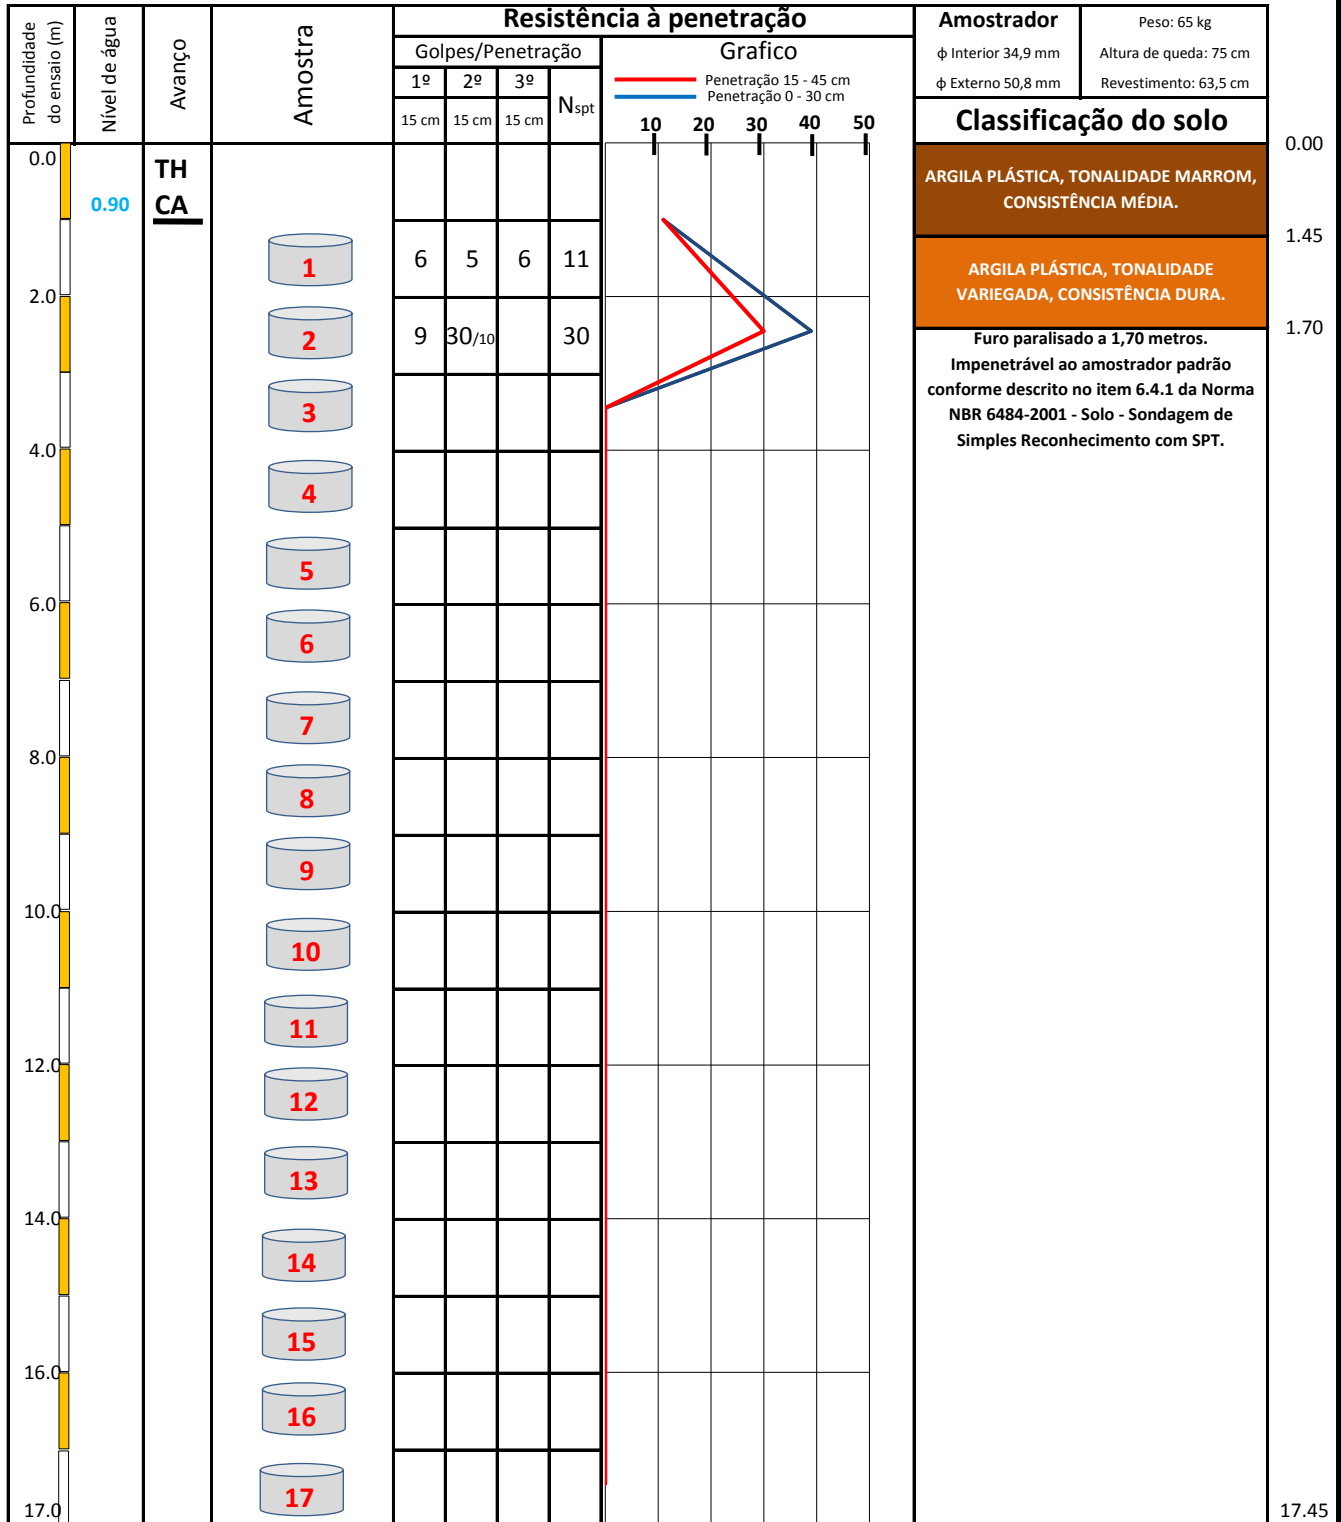 Profundidade
do ensaio (m)
Nível de água
Avanço
Amostra
Resistência à penetração
Golpes/Penetração
1º 2º 3º
Nspt
15 cm 15 cm 15 cm
Grafico
Penetração 15 - 45 cm
Penetração 0 - 30 cm
10 20 30 40 50
Amostrador
ϕ Interior 34,9 mm
ϕ Externo 50,8 mm
Peso: 65 kg
Altura de queda: 75 cm
Revestimento: 63,5 cm
Classificação do solo
0.0
TH
0.90
CA
0.00
ARGILA PLÁSTICA, TONALIDADE MARROM,
CONSISTÊNCIA MÉDIA.
1.45
1
6 5 6 11
ARGILA PLÁSTICA, TONALIDADE
VARIEGADA, CONSISTÊNCIA DURA.
2.0
1.70
2
9 30/10 30
Furo paralisado a 1,70 metros.
Impenetrável ao amostrador padrão
conforme descrito no item 6.4.1 da Norma
NBR 6484-2001 - Solo - Sondagem de
Simples Reconhecimento com SPT.
3
4.0
4
5
6.0
6
7
8.0
8
9
10.0
10
11
12.0
12
13
14.0
14
15
16.0
16
17
17.0
17.45